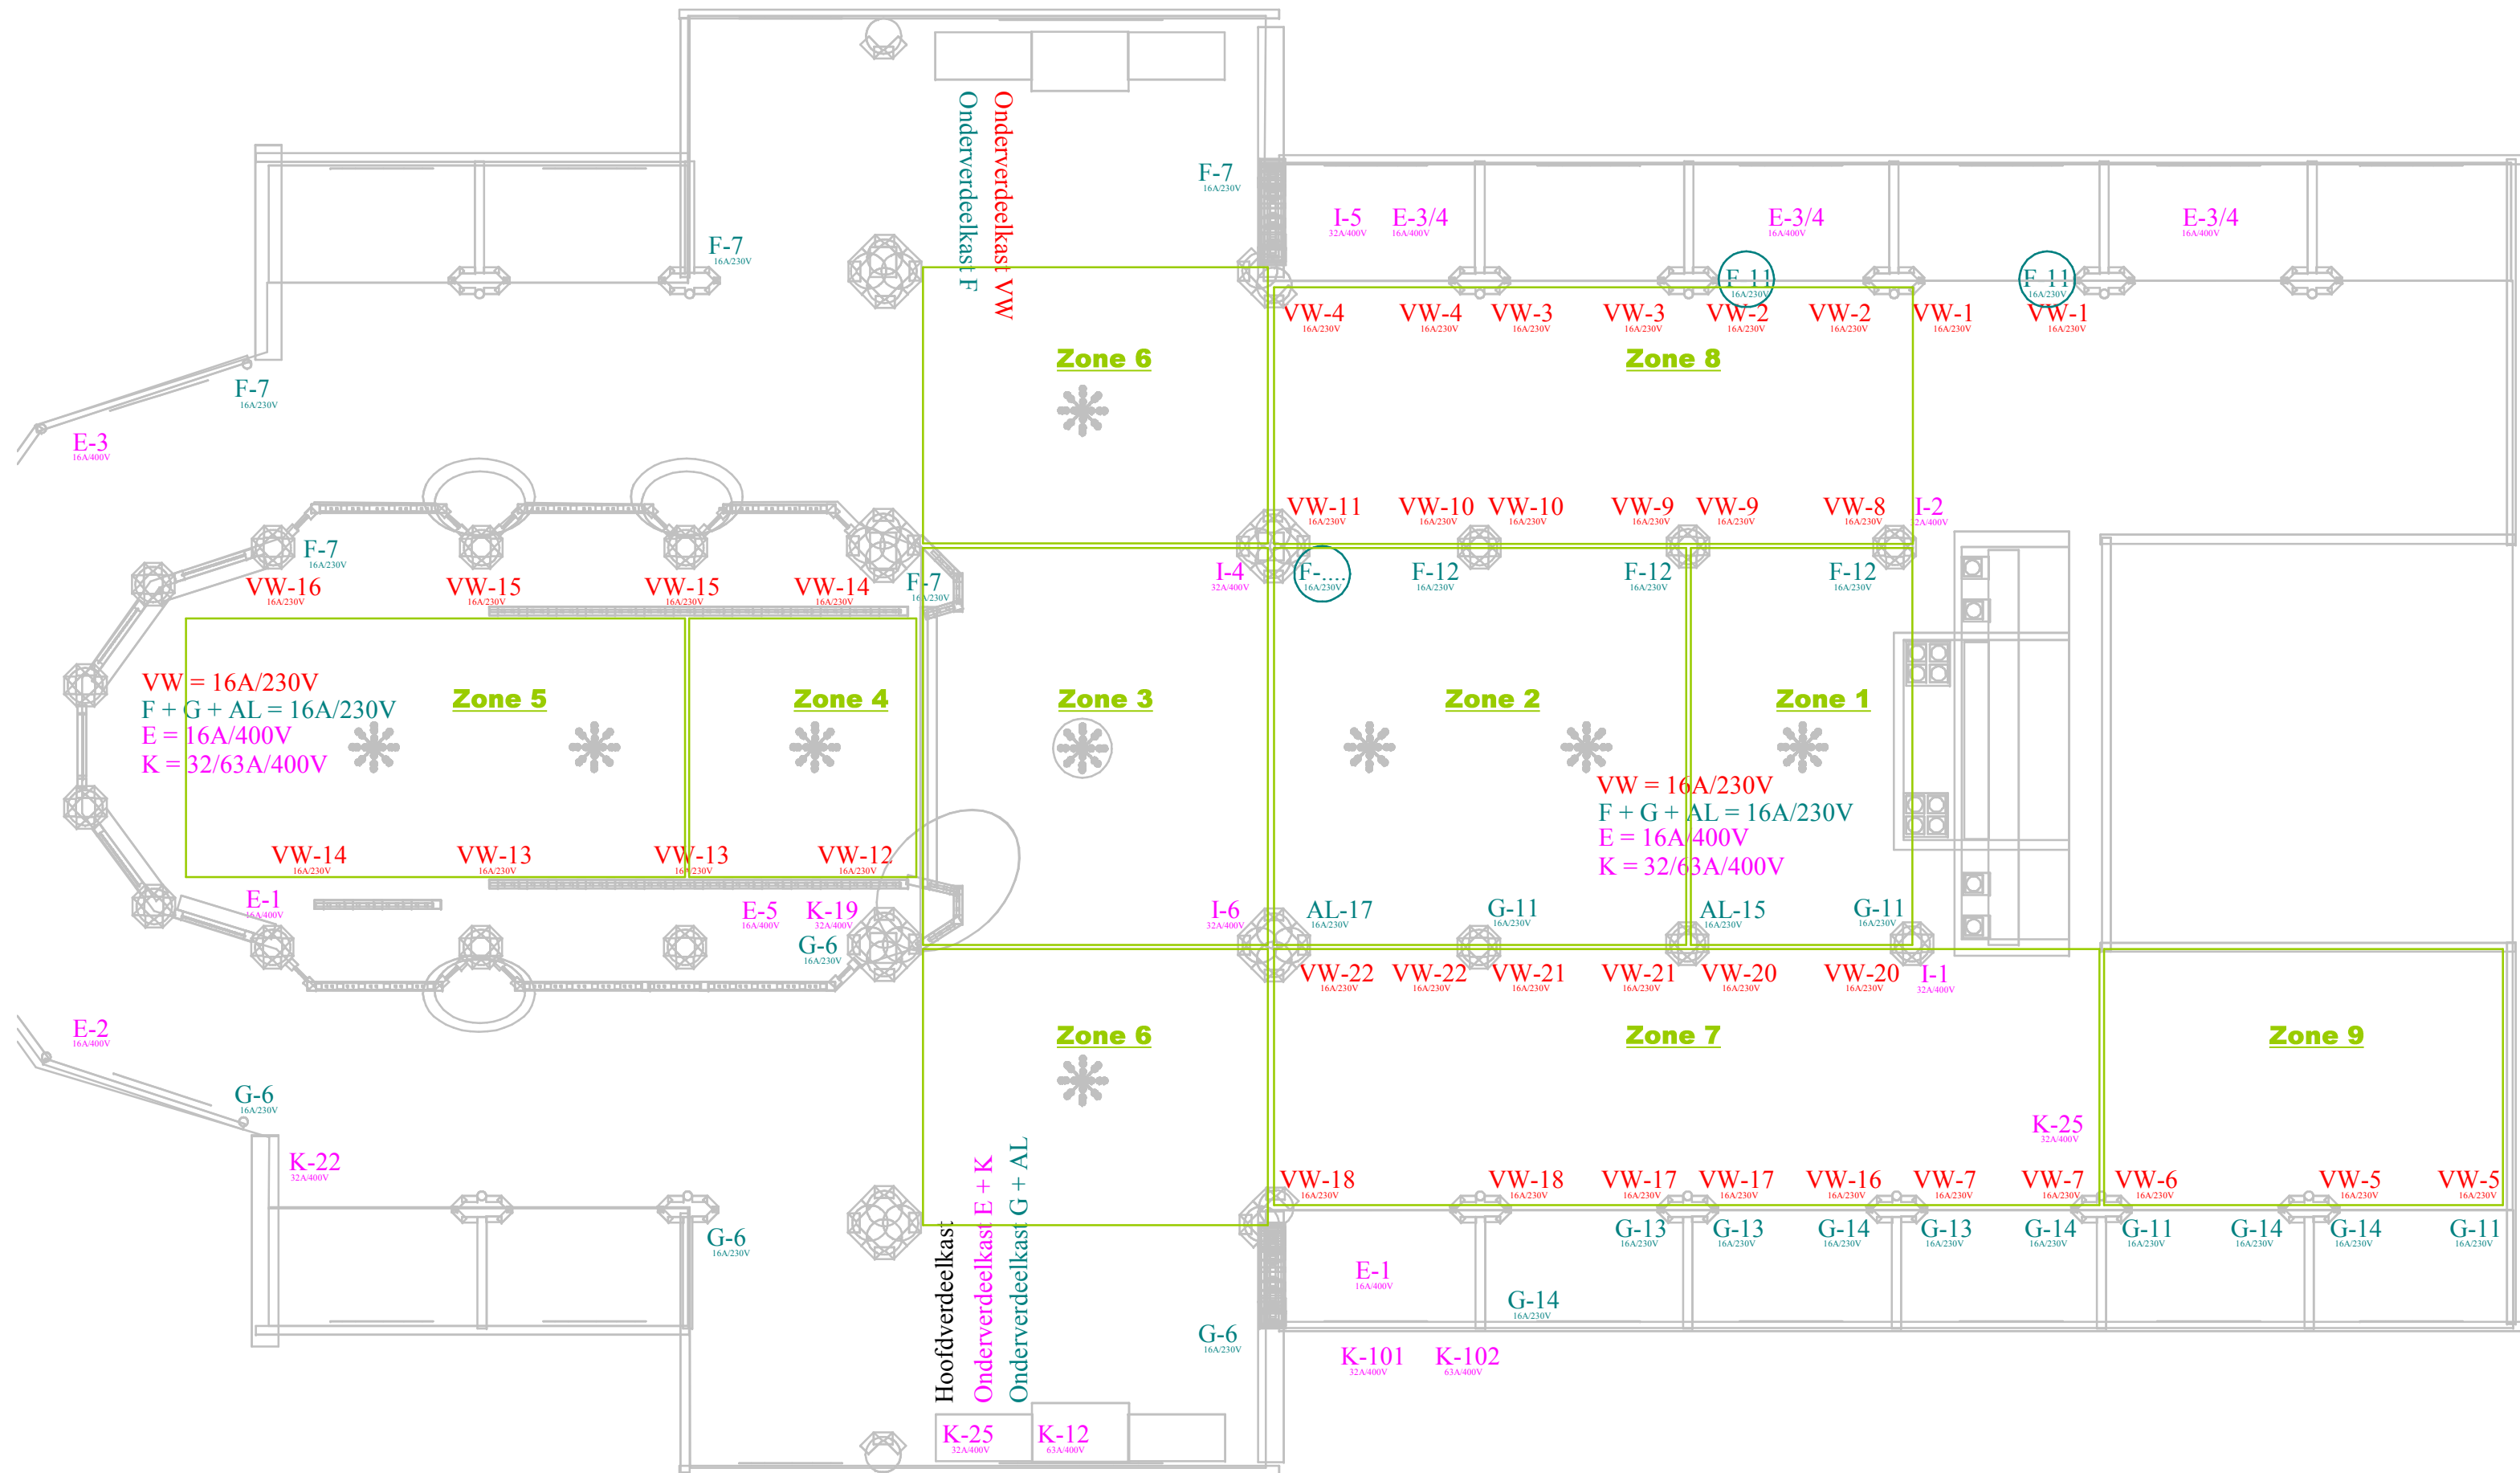 Onderverdeelkast F
Onderverdeelkast VW
F-7
16A/230V
I-5
32A/400V
E-3/4
16A/400V
E-3/4
16A/400V
E-3/4
16A/400V
F-7
16A/230V
F-11
16A/230V
F-11
16A/230V
VW-4
16A/230V
VW-4
16A/230V
VW-3
16A/230V
VW-3
16A/230V
VW-2
16A/230V
VW-2
16A/230V
VW-1
16A/230V
VW-1
16A/230V
Zone 6
Zone 8
F-7
16A/230V
E-3
16A/400V
VW-11
16A/230V
VW-10
16A/230V
VW-10
16A/230V
VW-9
16A/230V
VW-9
16A/230V
VW-8
16A/230V
I-2
32A/400V
F-7
16A/230V
VW-16
16A/230V
VW-15
16A/230V
VW-15
16A/230V
VW-14
16A/230V
F-7
16A/230V
I-4
32A/400V
F-....
16A/230V
F-12
16A/230V
F-12
16A/230V
F-12
16A/230V
VW = 16A/230V
F + G + AL = 16A/230V
E = 16A/400V
K = 32/63A/400V
Zone 5
Zone 4
Zone 3
Zone 2
Zone 1
VW = 16A/230V
F + G + AL = 16A/230V
E = 16A/400V
K = 32/63A/400V
VW-14
16A/230V
VW-13
16A/230V
VW-13
16A/230V
VW-12
16A/230V
E-1
16A/400V
E-5
16A/400V
K-19
32A/400V
G-6
16A/230V
I-6
32A/400V
AL-17
16A/230V
G-11
16A/230V
AL-15
16A/230V
G-11
16A/230V
VW-22
16A/230V
VW-22
16A/230V
VW-21
16A/230V
VW-21
16A/230V
VW-20
16A/230V
VW-20
16A/230V
I-1
32A/400V
E-2
16A/400V
Zone 6
Zone 7
Zone 9
G-6
16A/230V
K-25
32A/400V
K-22
32A/400V
VW-18
16A/230V
VW-18
16A/230V
VW-17
16A/230V
VW-17
16A/230V
VW-16
16A/230V
VW-7
16A/230V
VW-7
16A/230V
VW-6
16A/230V
VW-5
16A/230V
VW-5
16A/230V
G-6
16A/230V
G-13
16A/230V
G-13
16A/230V
G-14
16A/230V
G-13
16A/230V
G-14
16A/230V
G-11
16A/230V
G-14
16A/230V
G-14
16A/230V
G-11
16A/230V
Hoofdverdeelkast
Onderverdeelkast E + K
Onderverdeelkast G + AL
E-1
16A/400V
G-14
16A/230V
G-6
16A/230V
K-101
32A/400V
K-102
63A/400V
K-25
32A/400V
K-12
63A/400V